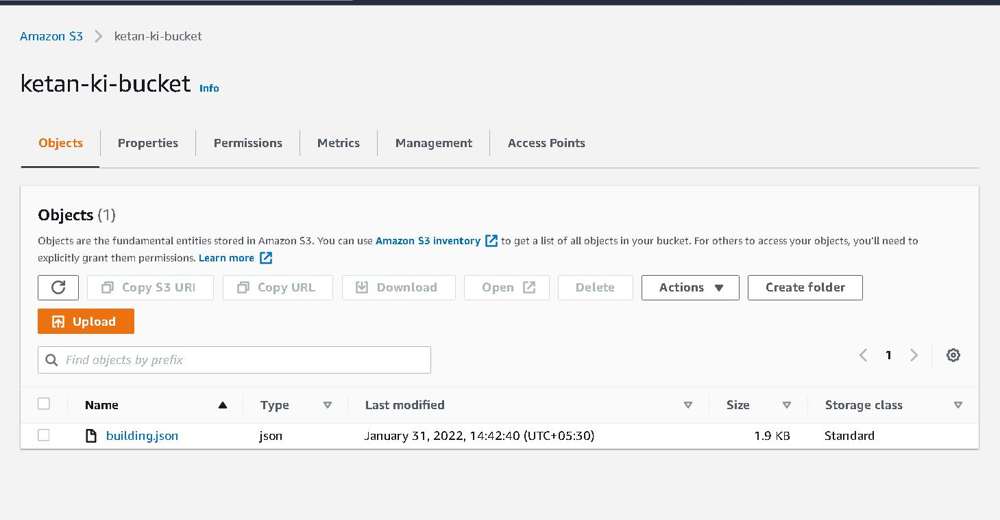 Amazon S3 > ketan-ki-bucket
ketan-ki-bucket Info
Objects Properties Permissions Metrics Management Access Points
Objects (1)
Objects are the fundamental entities stored in Amazon S3. You can use Amazon S3 inventory to get a list of all objects in your bucket. For others to access your objects, you'll need to
explicitly grant them permissions. Learn more
Copy S3 URI Copy URL Download Open Delete Actions Create folder
Upload
Find objects by prefix
1
Name Type Last modified Size Storage class
building.json json January 31, 2022, 14:42:40 (UTC+05:30) 1.9 KB Standard